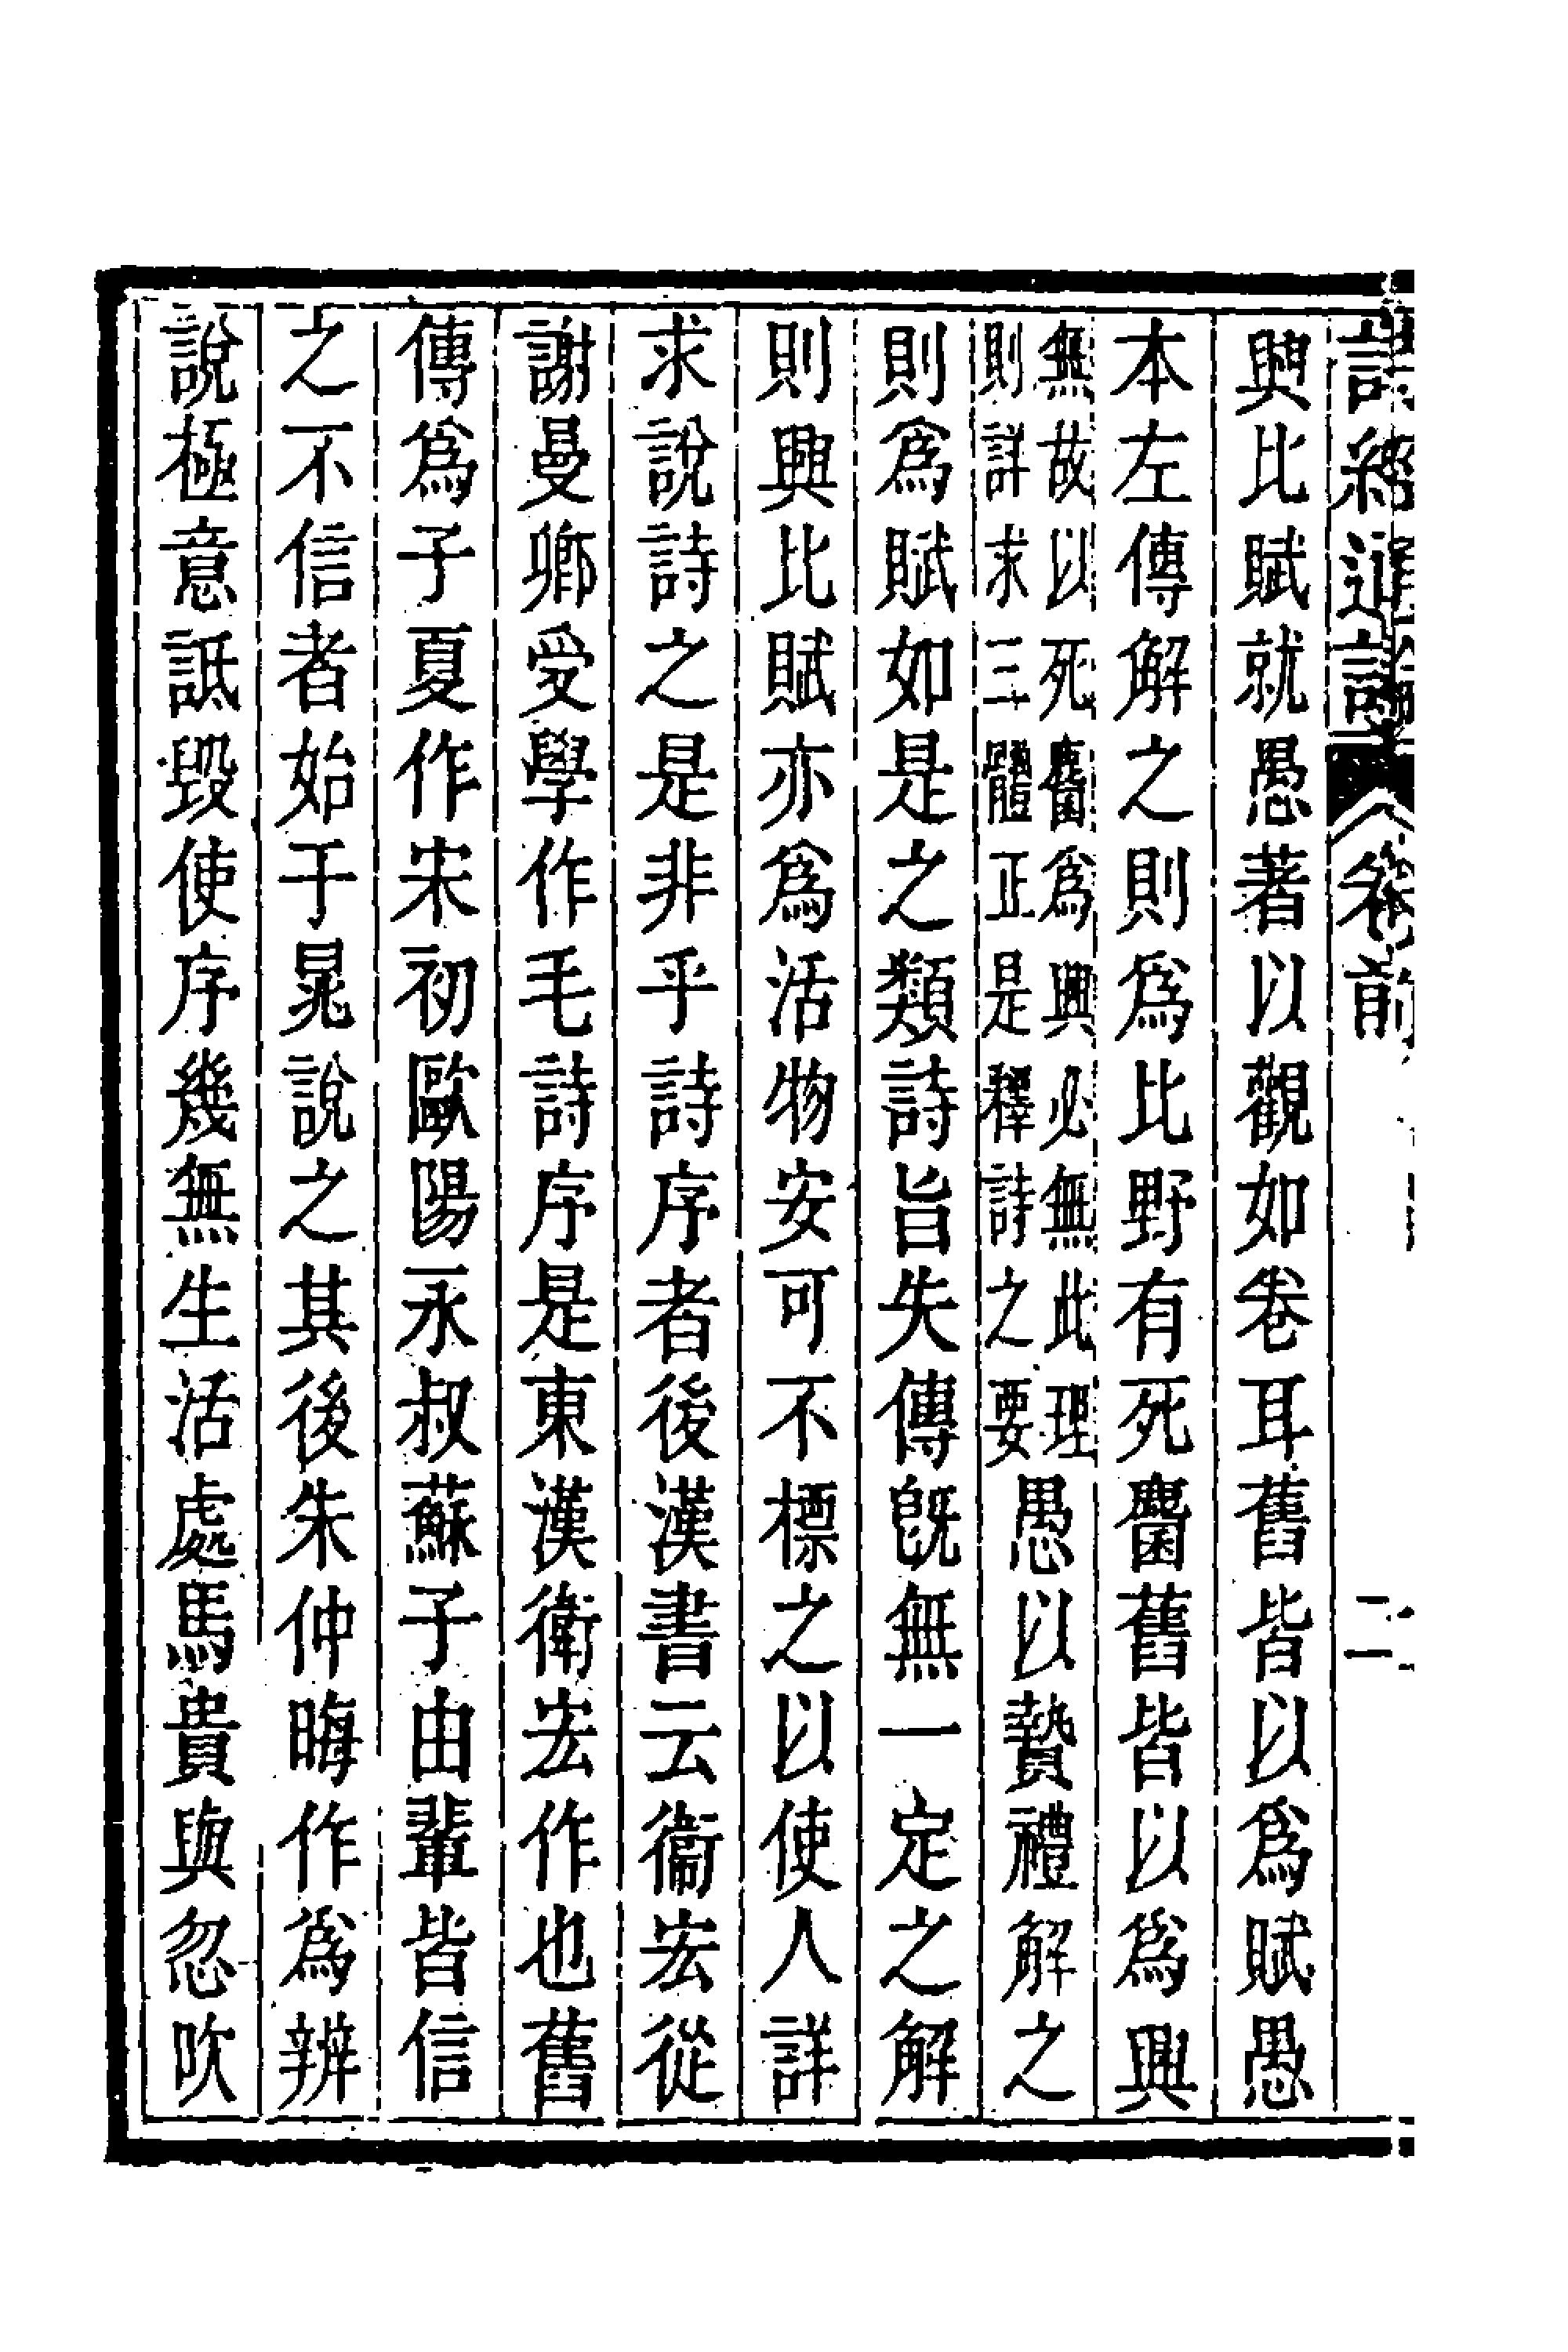 詩經通論 卷前 二
興比賦就愚著以觀如卷耳舊皆以爲賦愚
本左傳解之則爲比野有死麕舊皆以爲興
無故以死麕爲興必無此理
則詳求三體正是釋詩之要
愚以贄禮解之
則爲賦如是之類詩旨失傳旣無一定之解
則興比賦亦爲活物安可不標之以使人詳
求說詩之是非乎詩序者後漢書云衞宏從
謝曼卿受學作毛詩序是東漢衛宏作也舊
傳爲子夏作宋初歐陽永叔蘇子由輩皆信
之不信者始于晁說之其後朱仲晦作爲辨
說極意詆毀使序幾無生活處馬貴與忽吹